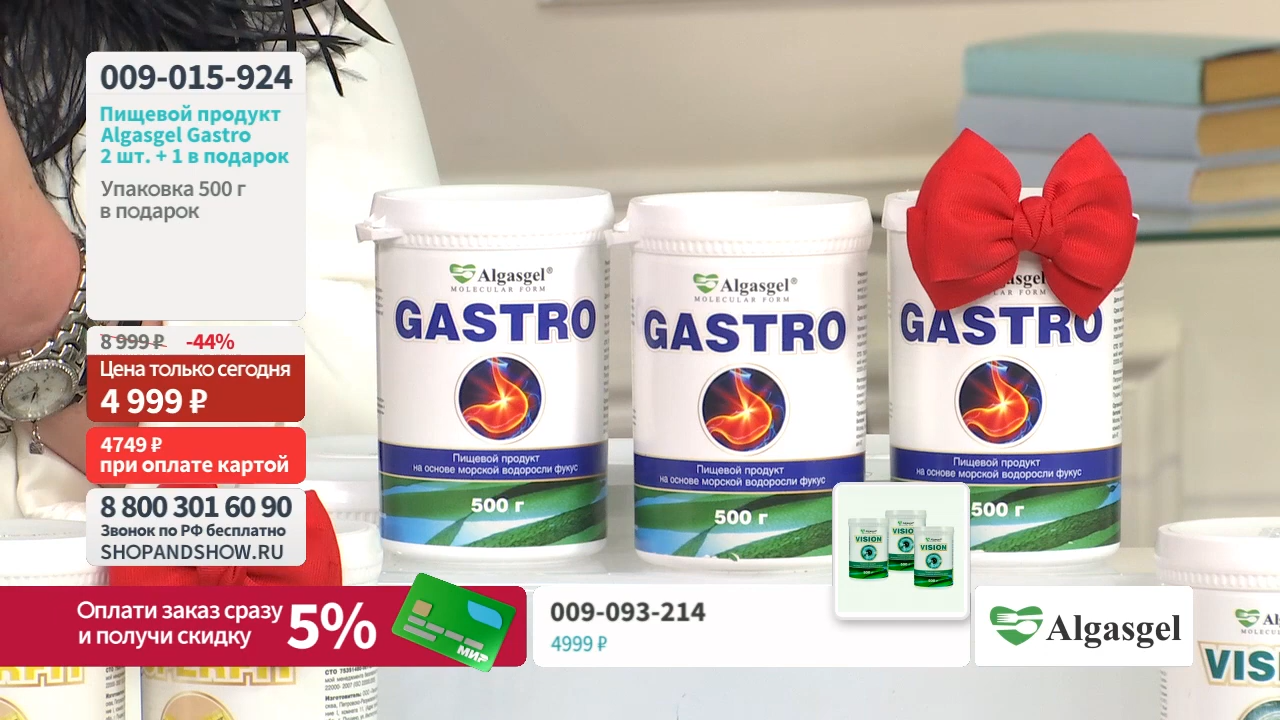 009-015-924
Пищевой продукт
Algasgel Gastro
2 шт. + 1 в подарок
Упаковка 500 г
в подарок
8 999 ₽ -44%
Цена только сегодня
4 999 ₽
4749 ₽
при оплате картой
8 800 301 60 90
Звонок по РФ бесплатно
SHOPANDSHOW.RU
Оплати заказ сразу
и получи скидку
5%
МИР
009-093-214
4999 ₽
Algasgel
Algasgel®
MOLECULAR FORM
GASTRO
Пищевой продукт
на основе морской водоросли фукус
500 г
Algasgel®
MOLECULAR FORM
GASTRO
Пищевой продукт
на основе морской водоросли фукус
500 г
GASTRO
Пищевой продукт
на основе морской водоросли фукус
500 г
VISION
VISION
VISION